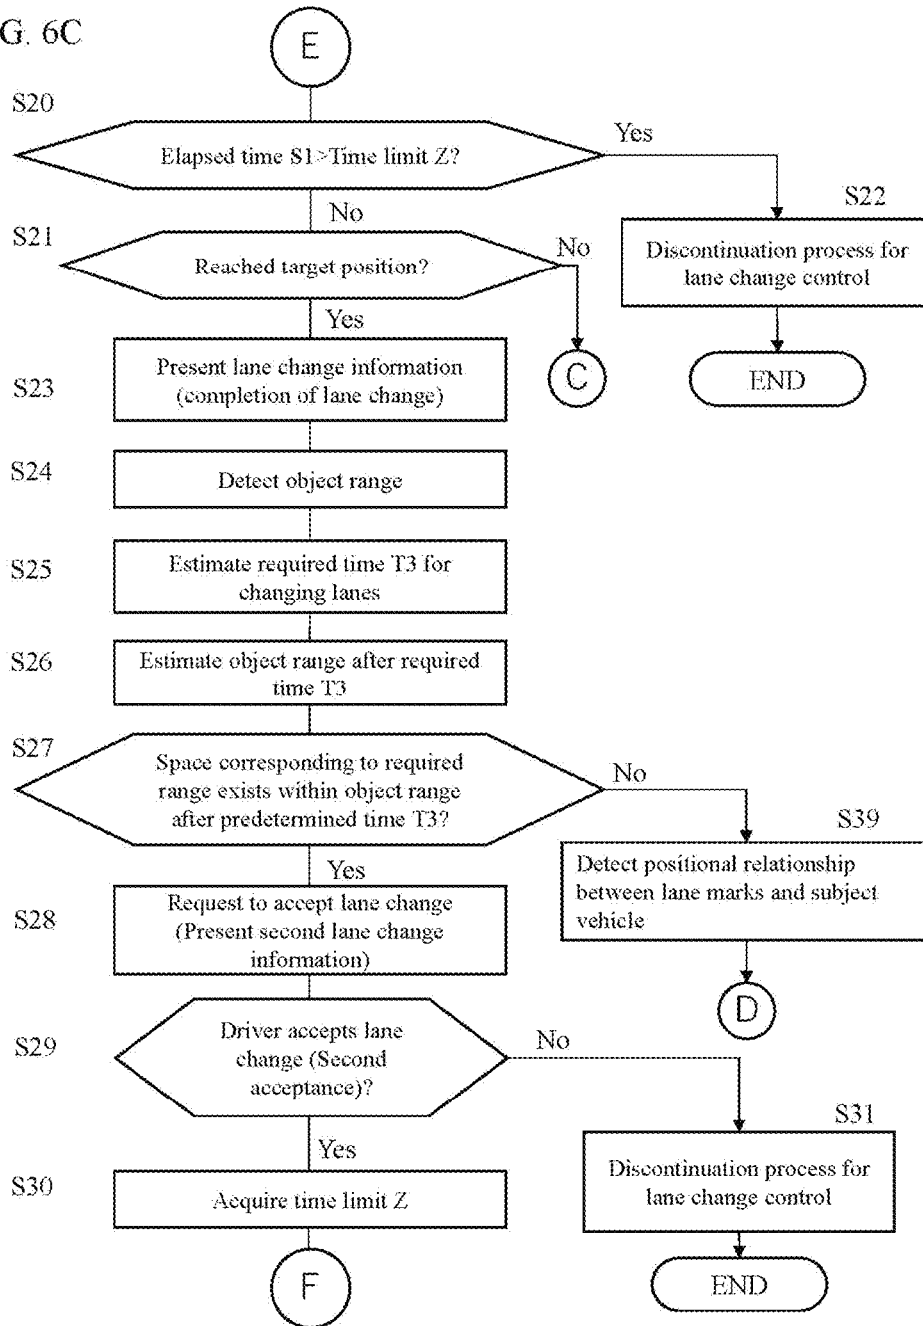 G. 6C
E
S20
Elapsed time S1>Time limit Z?
Yes
No
S22
Discontinuation process for
lane change control
END
S21
Reached target position?
No
C
Yes
S23
Present lane change information
(completion of lane change)
S24
Detect object range
S25
Estimate required time T3 for
changing lanes
S26
Estimate object range after required
time T3
S27
Space corresponding to required
range exists within object range
after predetermined time T3?
No
S39
Detect positional relationship
between lane marks and subject
vehicle
D
Yes
S28
Request to accept lane change
(Present second lane change
information)
S29
Driver accepts lane
change (Second
acceptance)?
No
S31
Discontinuation process for
lane change control
END
Yes
S30
Acquire time limit Z
F